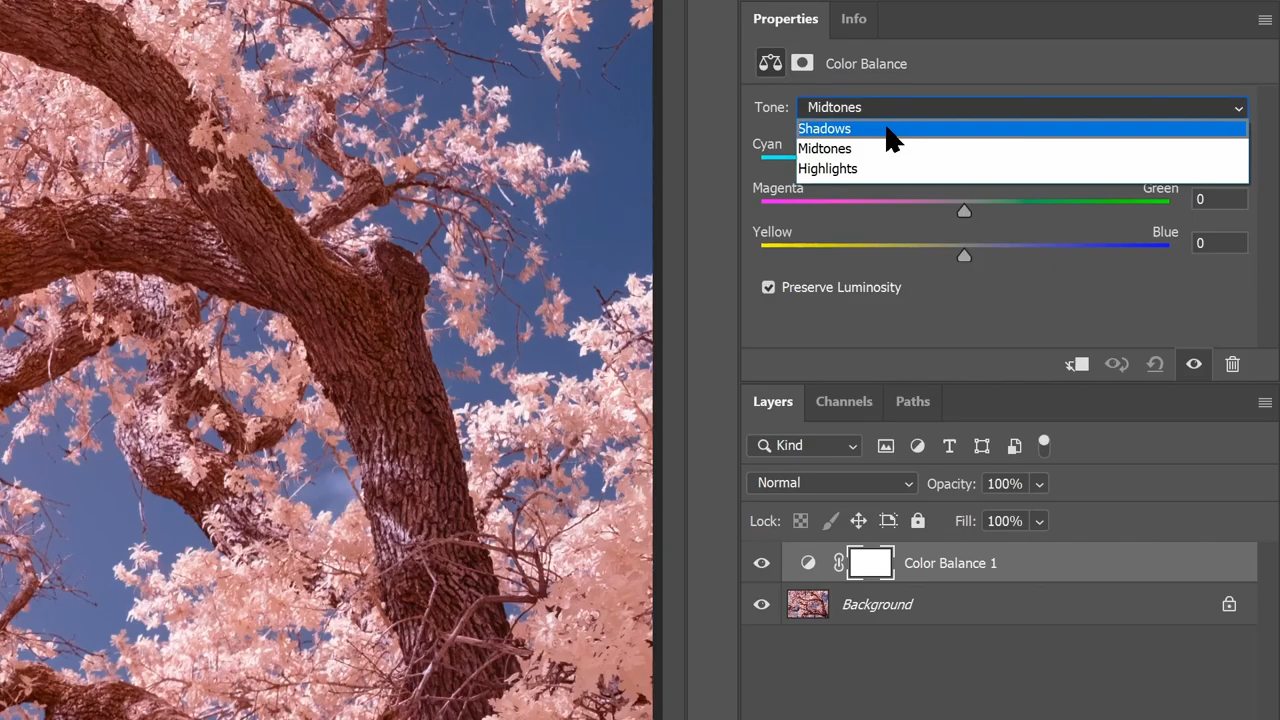 Properties Info
Color Balance
Tone: Midtones
Shadows
Cyan
Midtones
Highlights
Magenta Green
0
Yellow Blue
0
Preserve Luminosity
Layers Channels Paths
Kind
Normal Opacity: 100%
Lock: Fill: 100%
Color Balance 1
Background